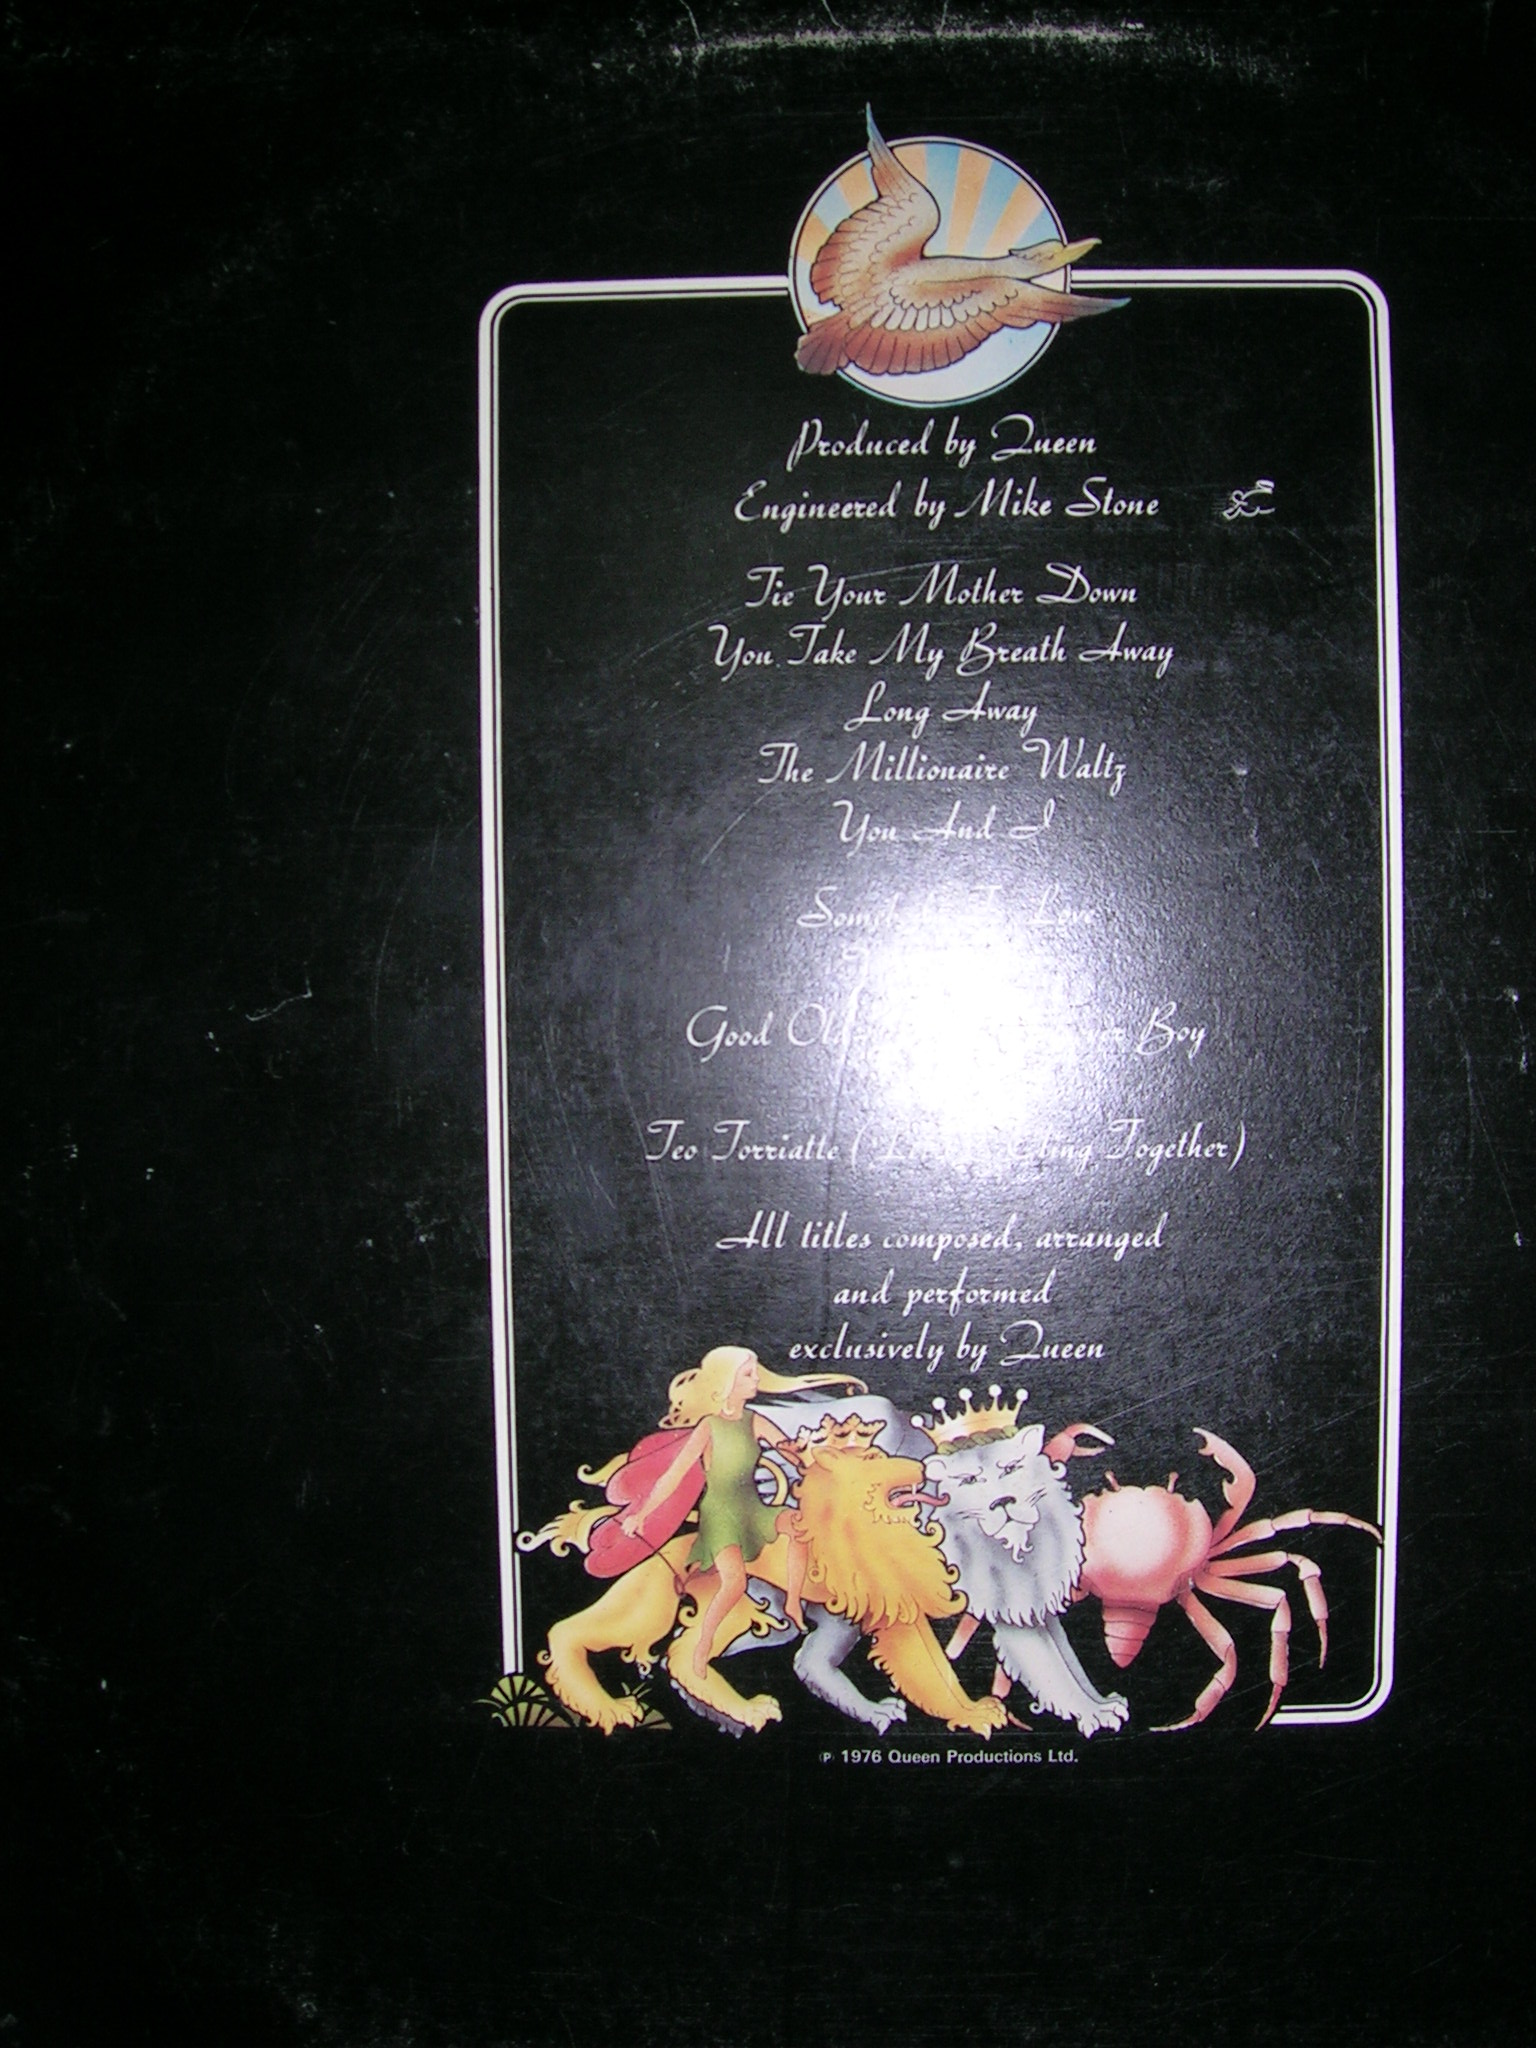 Produced by Queen
Engineered by Mike Stone
Tie Your Mother Down
You Take My Breath Away
Long Away
The Millionaire Waltz
You And I
Love
Good Boy
Teo Torriatte ( Cling Together )
All titles composed, arranged
and performed
exclusively by Queen
℗ 1976 Queen Productions Ltd.